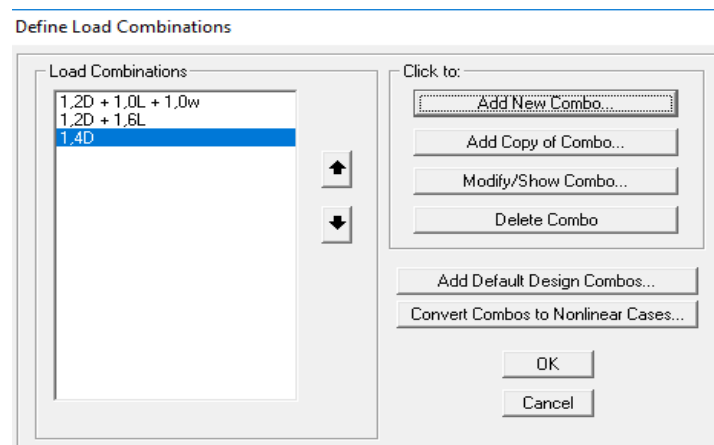 Define Load Combinations
Load Combinations
1,2D + 1,0L + 1,0w
1,2D + 1,6L
1,4D
Click to:
Add New Combo...
Add Copy of Combo...
Modify/Show Combo...
Delete Combo
Add Default Design Combos...
Convert Combos to Nonlinear Cases...
OK
Cancel